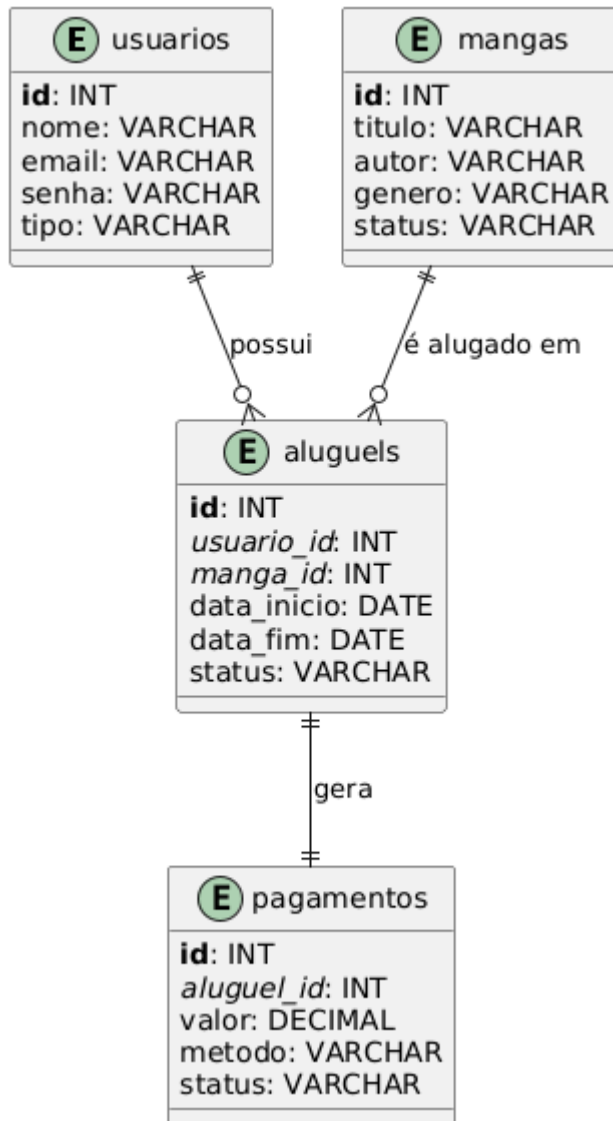 E usuarios
id: INT
nome: VARCHAR
email: VARCHAR
senha: VARCHAR
tipo: VARCHAR
E mangas
id: INT
titulo: VARCHAR
autor: VARCHAR
genero: VARCHAR
status: VARCHAR
possui
é alugado em
E aluguels
id: INT
usuario_id: INT
manga_id: INT
data_inicio: DATE
data_fim: DATE
status: VARCHAR
gera
E pagamentos
id: INT
aluguel_id: INT
valor: DECIMAL
metodo: VARCHAR
status: VARCHAR